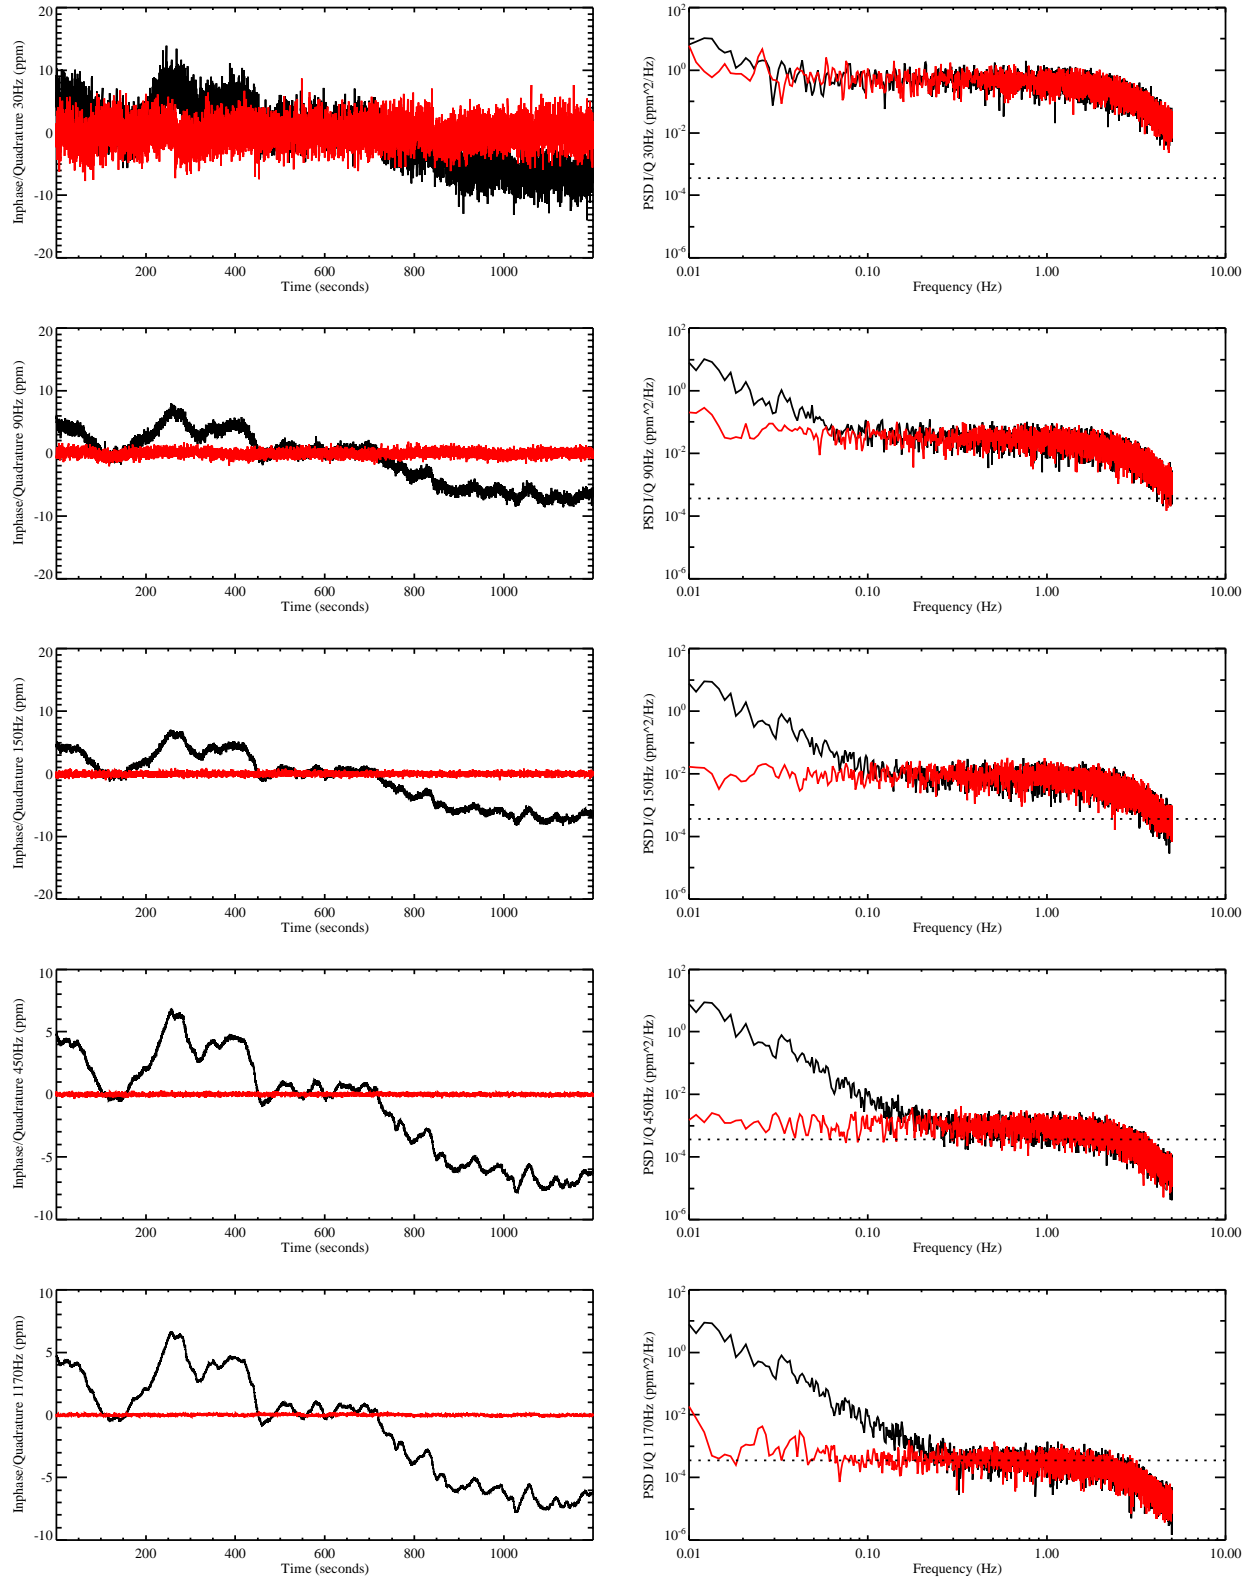 Inphase/Quadrature 30Hz (ppm)
20
10
0
-10
-20
200 400 600 800 1000
Time (seconds)
PSD I/Q 30Hz (ppm^2/Hz)
10^2
10^0
10^-2
10^-4
10^-6
0.01 0.10 1.00 10.00
Frequency (Hz)
Inphase/Quadrature 90Hz (ppm)
20
10
0
-10
-20
200 400 600 800 1000
Time (seconds)
PSD I/Q 90Hz (ppm^2/Hz)
10^2
10^0
10^-2
10^-4
10^-6
0.01 0.10 1.00 10.00
Frequency (Hz)
Inphase/Quadrature 150Hz (ppm)
20
10
0
-10
-20
200 400 600 800 1000
Time (seconds)
PSD I/Q 150Hz (ppm^2/Hz)
10^2
10^0
10^-2
10^-4
10^-6
0.01 0.10 1.00 10.00
Frequency (Hz)
Inphase/Quadrature 450Hz (ppm)
10
5
0
-5
-10
200 400 600 800 1000
Time (seconds)
PSD I/Q 450Hz (ppm^2/Hz)
10^2
10^0
10^-2
10^-4
10^-6
0.01 0.10 1.00 10.00
Frequency (Hz)
Inphase/Quadrature 1170Hz (ppm)
10
5
0
-5
-10
200 400 600 800 1000
Time (seconds)
PSD I/Q 1170Hz (ppm^2/Hz)
10^2
10^0
10^-2
10^-4
10^-6
0.01 0.10 1.00 10.00
Frequency (Hz)